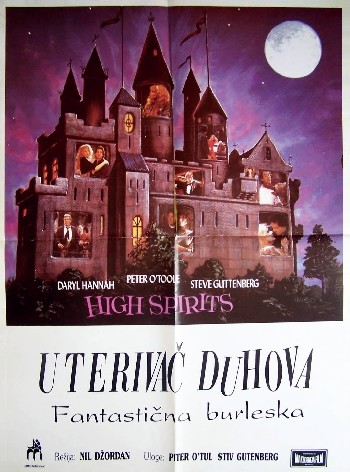 DARYL HANNAH PETER O'TOOLE STEVE GUTTENBERG
HIGH SPIRITS
UTERIVAČ DUHOVA
Fantastična burleska
Režija: NIL DŽORDAN Uloge: PITER O'TUL STIV GUTENBERG